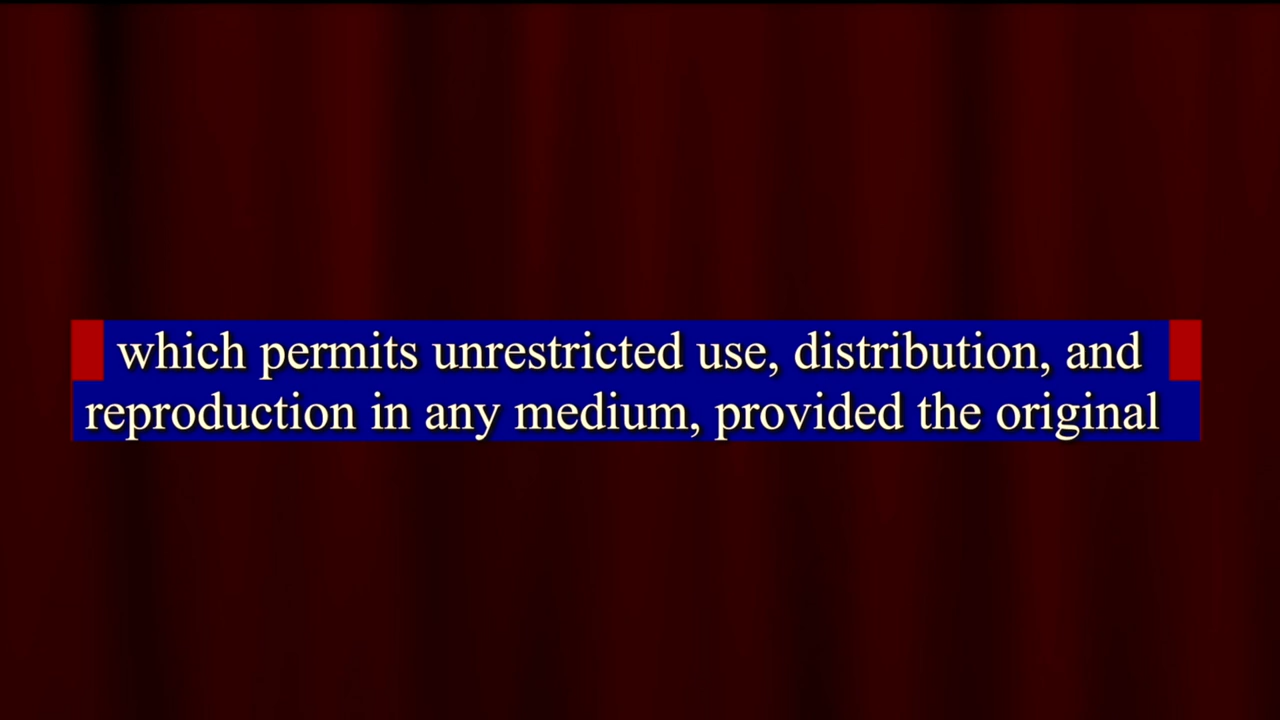 which permits unrestricted use, distribution, and
reproduction in any medium, provided the original